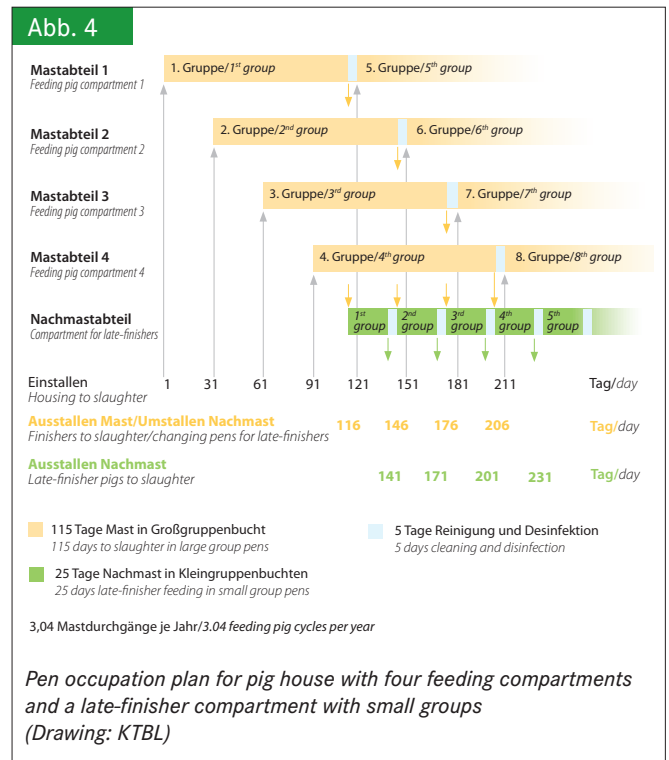 Abb. 4
Mastabteil 1
Feeding pig compartment 1
1. Gruppe/1st group
5. Gruppe/5th group
Mastabteil 2
Feeding pig compartment 2
2. Gruppe/2nd group
6. Gruppe/6th group
Mastabteil 3
Feeding pig compartment 3
3. Gruppe/3rd group
7. Gruppe/7th group
Mastabteil 4
Feeding pig compartment 4
4. Gruppe/4th group
8. Gruppe/8th group
Nachmastabteil
Compartment for late-finishers
1st group
2nd group
3rd group
4th group
5th group
Einstallen
Housing to slaughter
1 31 61 91 121 151 181 211 Tag/day
Ausstallen Mast/Umstallen Nachmast
Finishers to slaughter/changing pens for late-finishers
116 146 176 206 Tag/day
Ausstallen Nachmast
Late-finisher pigs to slaughter
141 171 201 231 Tag/day
115 Tage Mast in Großgruppenbucht
115 days to slaughter in large group pens
5 Tage Reinigung und Desinfektion
5 days cleaning and disinfection
25 Tage Nachmast in Kleingruppenbuchten
25 days late-finisher feeding in small group pens
3,04 Mastdurchgänge je Jahr/3.04 feeding pig cycles per year
Pen occupation plan for pig house with four feeding compartments
and a late-finisher compartment with small groups
(Drawing: KTBL)